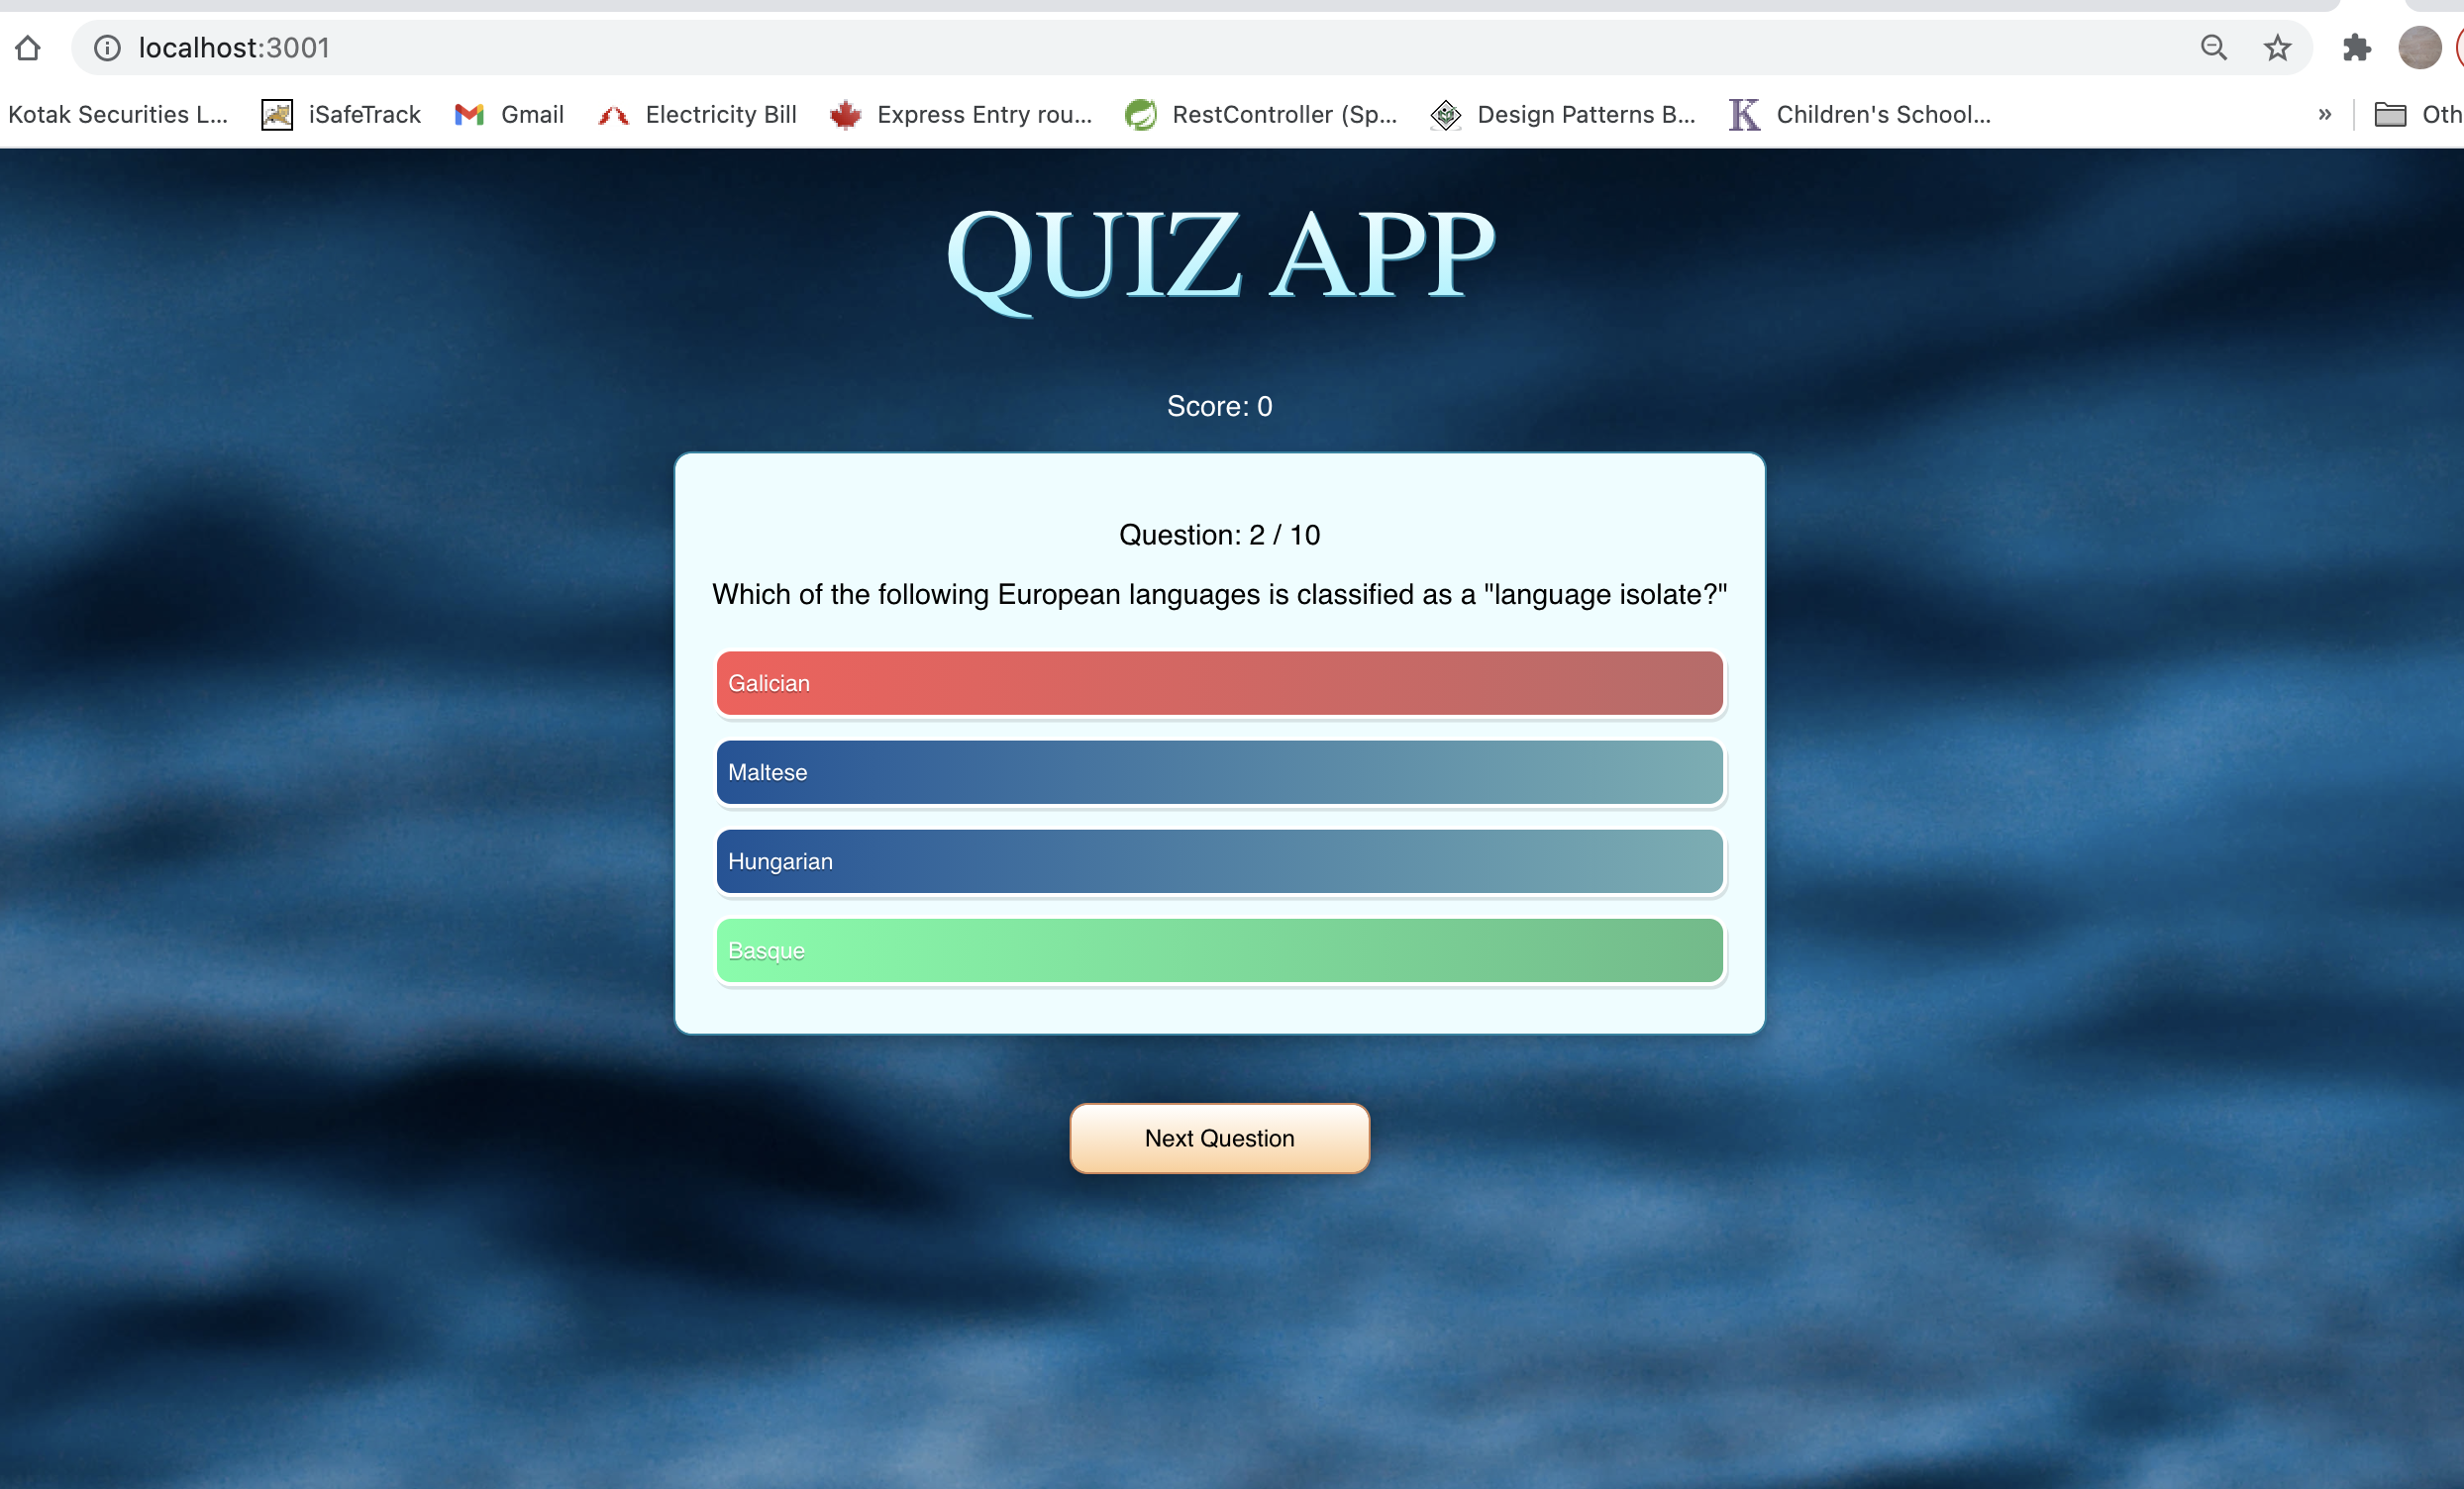 localhost:3001
Kotak Securities L... iSafeTrack Gmail Electricity Bill Express Entry rou... RestController (Sp... Design Patterns B... K Children's School... » Oth
QUIZ APP
Score: 0
Question: 2 / 10
Which of the following European languages is classified as a "language isolate?"
Galician
Maltese
Hungarian
Basque
Next Question